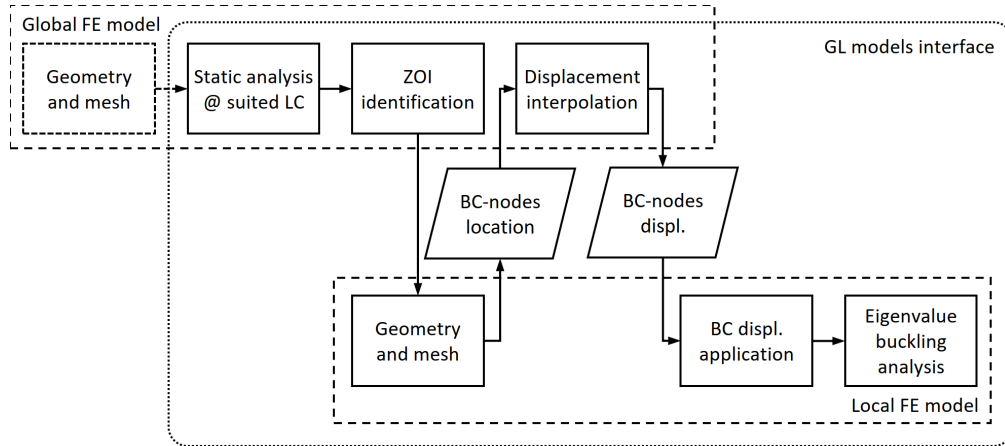 Global FE model
GL models interface
Geometry
and mesh
Static analysis
@ suited LC
ZOI
identification
Displacement
interpolation
BC-nodes
location
BC-nodes
displ.
Geometry
and mesh
BC displ.
application
Eigenvalue
buckling
analysis
Local FE model